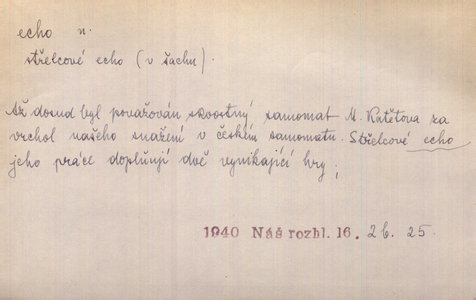 echo n.
střelcové echo (v šachu).
Až dosud byl považován skvostný samomat M. Katětova za
vrchol našeho snažení v českém samomatu. Střelcové echo
jeho práce doplňují dvě vynikající hry;
1940 Náš rozhl. 16. 26. 25.